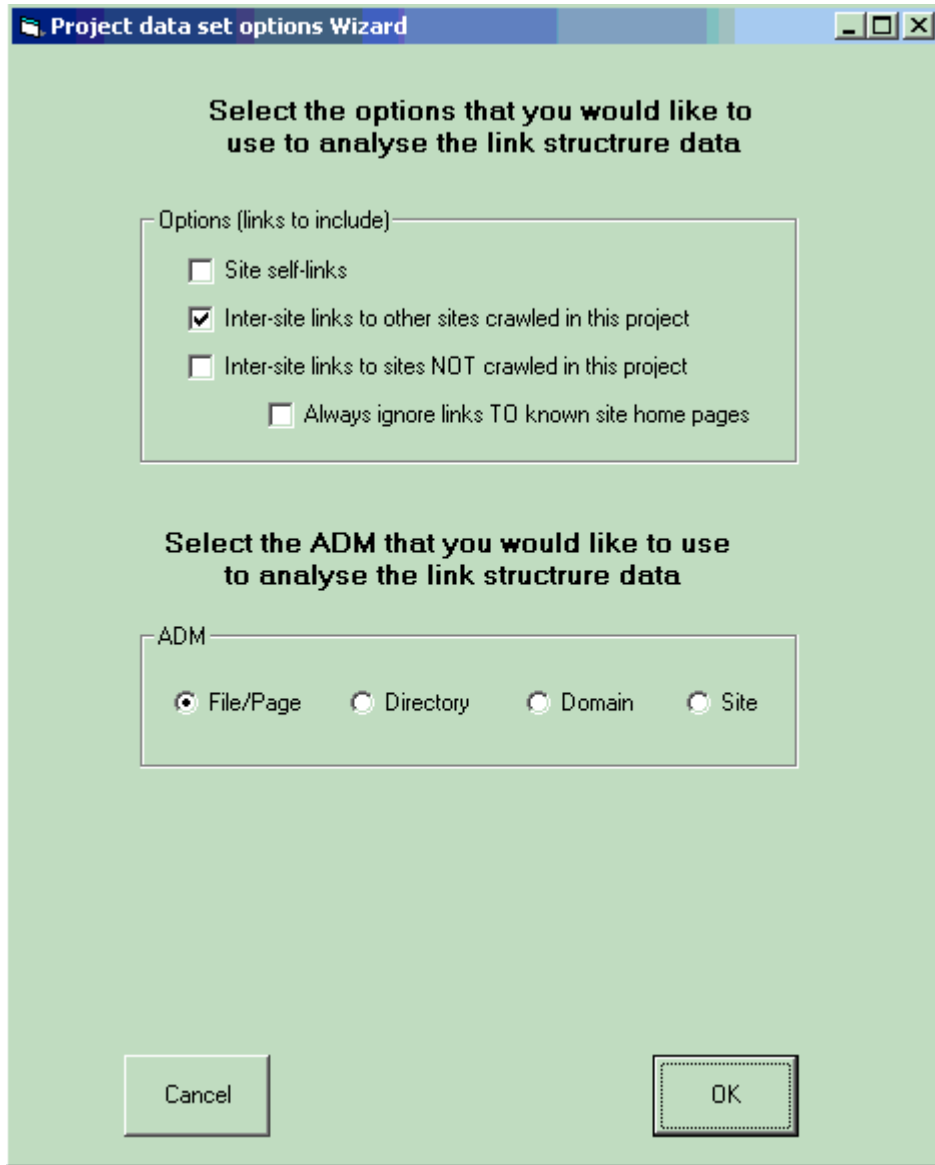 Project data set options Wizard
Select the options that you would like to
use to analyse the link structrure data
Options (links to include)
Site self-links
Inter-site links to other sites crawled in this project
Inter-site links to sites NOT crawled in this project
Always ignore links TO known site home pages
Select the ADM that you would like to use
to analyse the link structrure data
ADM
File/Page Directory Domain Site
Cancel OK